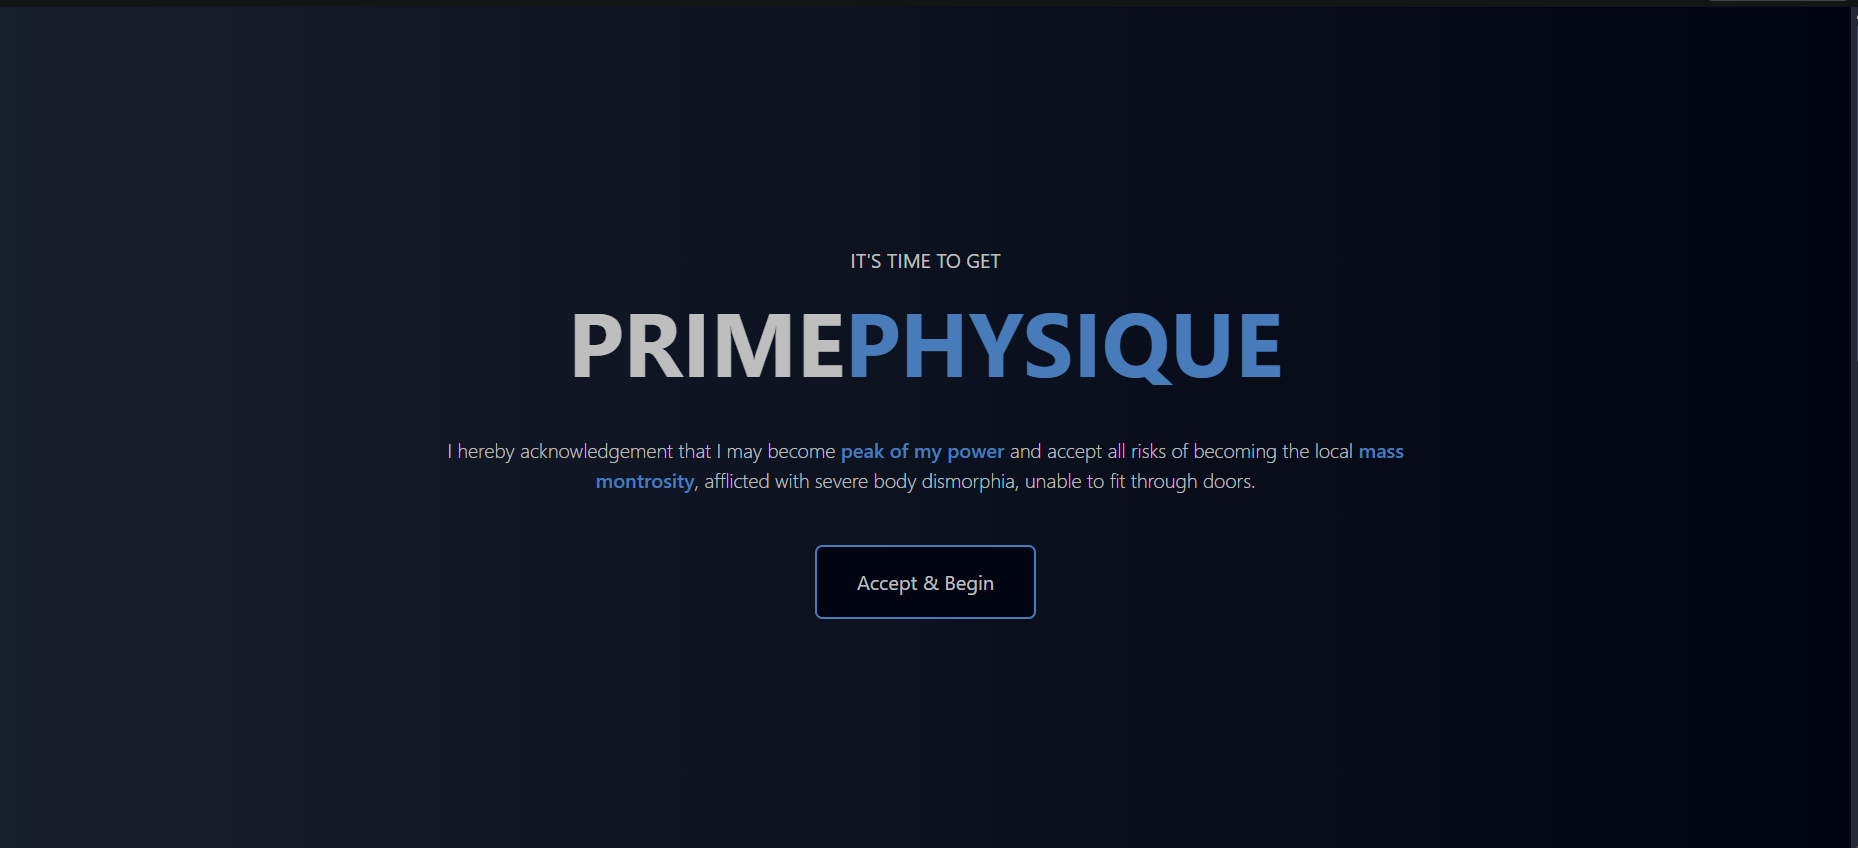 IT'S TIME TO GET
PRIMEPHYSIQUE
I hereby acknowledgement that I may become peak of my power and accept all risks of becoming the local mass
montrosity, afflicted with severe body dismorphia, unable to fit through doors.
Accept & Begin